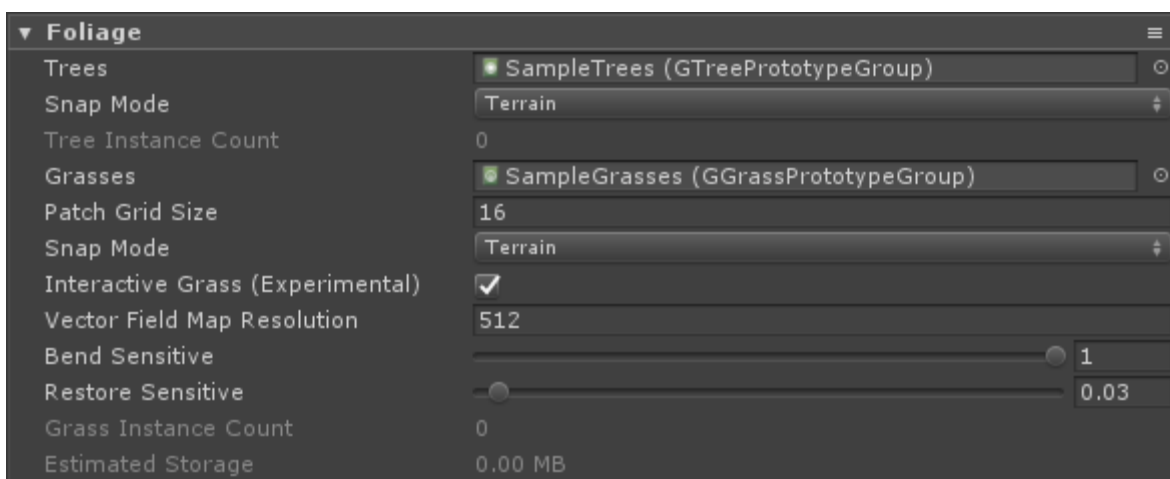 Foliage
Trees SampleTrees (GTreePrototypeGroup)
Snap Mode Terrain
Tree Instance Count 0
Grasses SampleGrasses (GGrassPrototypeGroup)
Patch Grid Size 16
Snap Mode Terrain
Interactive Grass (Experimental)
Vector Field Map Resolution 512
Bend Sensitive 1
Restore Sensitive 0.03
Grass Instance Count 0
Estimated Storage 0.00 MB